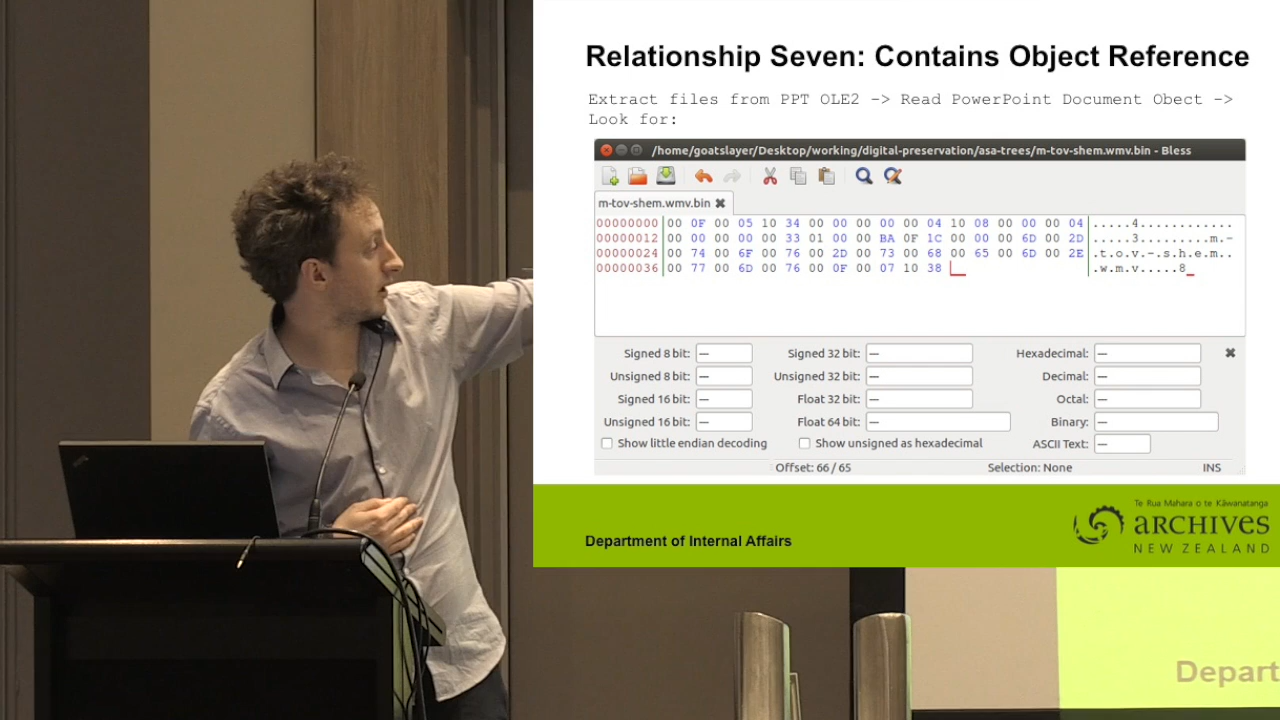 Relationship Seven: Contains Object Reference
Extract files from PPT OLE2 -> Read PowerPoint Document Obect ->
Look for:
/home/goatslayer/Desktop/working/digital-preservation/asa-trees/m-tov-shem.wmv.bin - Bless
m-tov-shem.wmv.bin
00000000 00 0F 00 05 10 34 00 00 00 00 00 04 10 08 00 00 00 04 .....4............
00000012 00 00 00 00 00 33 01 00 00 BA 0F 1C 00 00 00 6D 00 2D .....3.........m.-
00000024 00 74 00 6F 00 76 00 2D 00 73 00 68 00 65 00 6D 00 2E .t.o.v.-.s.h.e.m..
00000036 00 77 00 6D 00 76 00 0F 00 07 10 38 .w.m.v.....8
Signed 8 bit: — Signed 32 bit: — Hexadecimal: —
Unsigned 8 bit: — Unsigned 32 bit: — Decimal: —
Signed 16 bit: — Float 32 bit: — Octal: —
Unsigned 16 bit: — Float 64 bit: — Binary: —
Show little endian decoding Show unsigned as hexadecimal ASCII Text: —
Offset: 66 / 65 Selection: None INS
Te Rua Mahara o te Kāwanatanga
ARCHIVES
NEW ZEALAND
Department of Internal Affairs
Depart